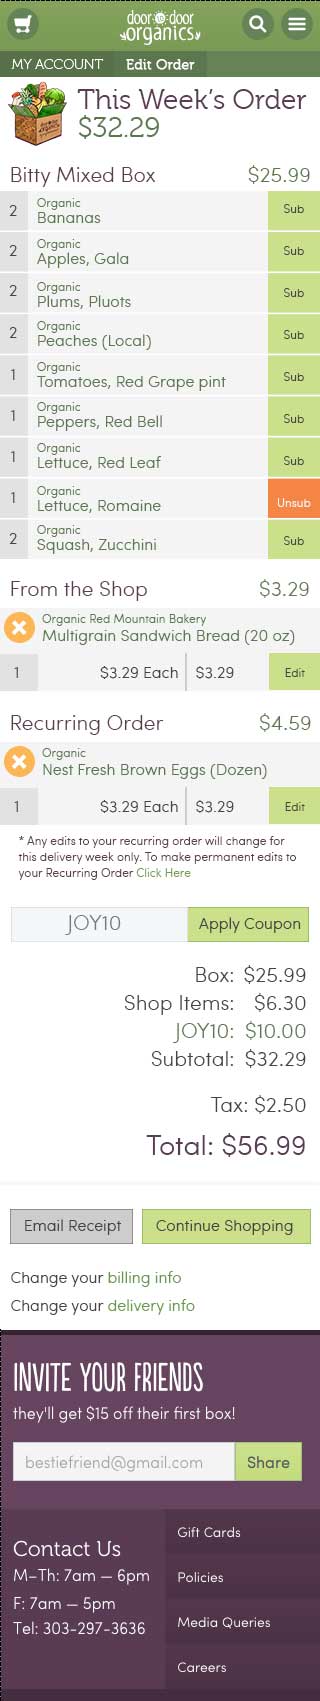 door to door
organics
MY ACCOUNT Edit Order
This Week's Order
$32.29
Bitty Mixed Box $25.99
2 Organic Sub
Bananas
2 Organic Sub
Apples, Gala
2 Organic Sub
Plums, Pluots
2 Organic Sub
Peaches (Local)
1 Organic Sub
Tomatoes, Red Grape pint
1 Organic Sub
Peppers, Red Bell
1 Organic Sub
Lettuce, Red Leaf
1 Organic Unsub
Lettuce, Romaine
2 Organic Sub
Squash, Zucchini
From the Shop $3.29
Organic Red Mountain Bakery
Multigrain Sandwich Bread (20 oz)
1 $3.29 Each $3.29 Edit
Recurring Order $4.59
Organic
Nest Fresh Brown Eggs (Dozen)
1 $3.29 Each $3.29 Edit
* Any edits to your recurring order will change for
this delivery week only. To make permanent edits to
your Recurring Order Click Here
JOY10 Apply Coupon
Box: $25.99
Shop Items: $6.30
JOY10: $10.00
Subtotal: $32.29
Tax: $2.50
Total: $56.99
Email Receipt Continue Shopping
Change your billing info
Change your delivery info
INVITE YOUR FRIENDS
they'll get $15 off their first box!
bestiefriend@gmail.com Share
Contact Us
M-Th: 7am — 6pm
F: 7am — 5pm
Tel: 303-297-3636
Gift Cards
Policies
Media Queries
Careers